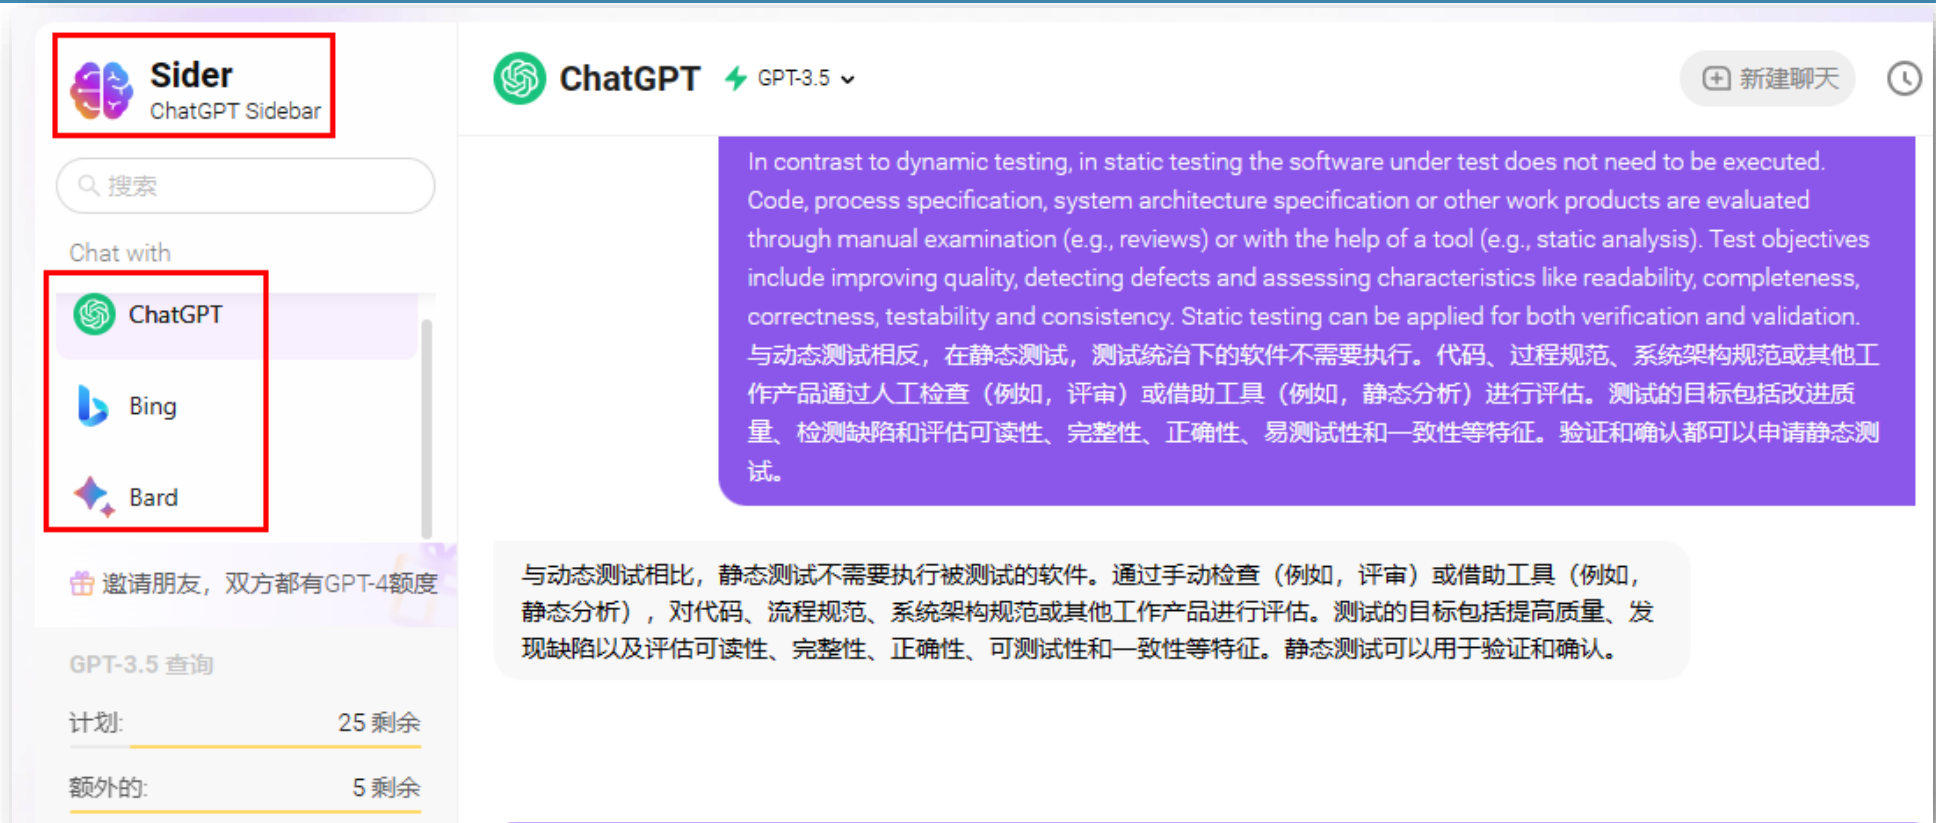 Sider
ChatGPT Sidebar
搜索
Chat with
ChatGPT
Bing
Bard
邀请朋友，双方都有GPT-4额度
GPT-3.5 查询
计划: 25 剩余
额外的: 5 剩余
ChatGPT GPT-3.5
新建聊天
In contrast to dynamic testing, in static testing the software under test does not need to be executed.
Code, process specification, system architecture specification or other work products are evaluated
through manual examination (e.g., reviews) or with the help of a tool (e.g., static analysis). Test objectives
include improving quality, detecting defects and assessing characteristics like readability, completeness,
correctness, testability and consistency. Static testing can be applied for both verification and validation.
与动态测试相反，在静态测试，测试统治下的软件不需要执行。代码、过程规范、系统架构规范或其他工
作产品通过人工检查（例如，评审）或借助工具（例如，静态分析）进行评估。测试的目标包括改进质
量、检测缺陷和评估可读性、完整性、正确性、易测试性和一致性等特征。验证和确认都可以申请静态测
试。
与动态测试相比，静态测试不需要执行被测试的软件。通过手动检查（例如，评审）或借助工具（例如，
静态分析），对代码、流程规范、系统架构规范或其他工作产品进行评估。测试的目标包括提高质量、发
现缺陷以及评估可读性、完整性、正确性、可测试性和一致性等特征。静态测试可以用于验证和确认。